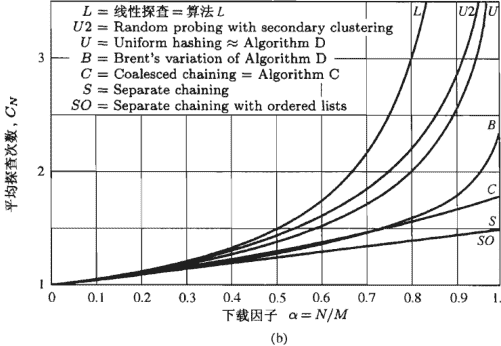 L = 线性探查 = 算法 L
U2 = Random probing with secondary clustering
U = Uniform hashing ≈ Algorithm D
B = Brent's variation of Algorithm D
C = Coalesced chaining = Algorithm C
S = Separate chaining
SO = Separate chaining with ordered lists
L
U2
U
B
C
S
SO
平均探查次数, C_N
3
2
1
0 0.1 0.2 0.3 0.4 0.5 0.6 0.7 0.8 0.9 1.
下载因子 α = N/M
(b)